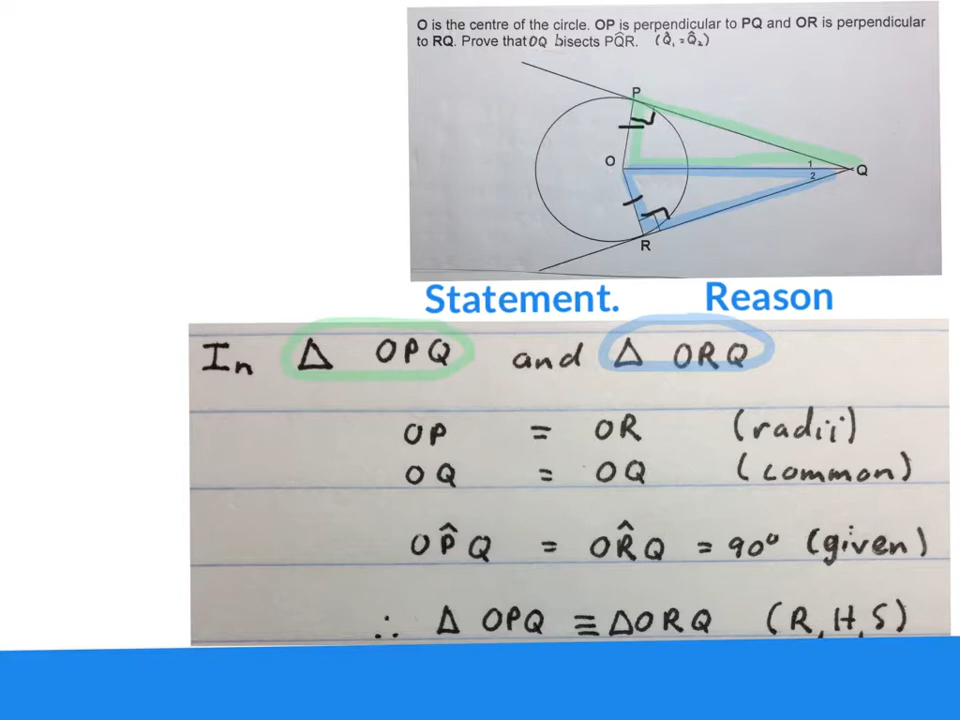 O is the centre of the circle. OP is perpendicular to PQ and OR is perpendicular
to RQ. Prove that OQ bisects PQ̂R. (Q̂₁ = Q̂₂)
P
O
1
2
Q
R
Statement. Reason
In Δ OPQ and Δ ORQ
OP = OR (radii)
OQ = OQ (common)
OP̂Q = OR̂Q = 90° (given)
∴ Δ OPQ ≡ ΔORQ (R,H,S)